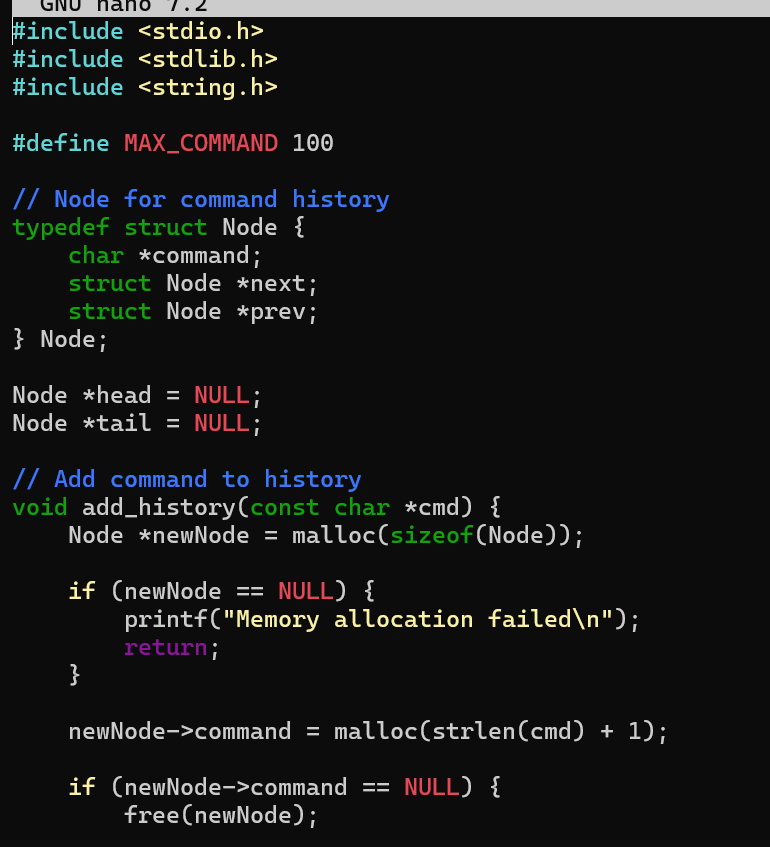 GNU nano 7.2
#include <stdio.h>
#include <stdlib.h>
#include <string.h>

#define MAX_COMMAND 100

// Node for command history
typedef struct Node {
    char *command;
    struct Node *next;
    struct Node *prev;
} Node;

Node *head = NULL;
Node *tail = NULL;

// Add command to history
void add_history(const char *cmd) {
    Node *newNode = malloc(sizeof(Node));

    if (newNode == NULL) {
        printf("Memory allocation failed\n");
        return;
    }

    newNode->command = malloc(strlen(cmd) + 1);

    if (newNode->command == NULL) {
        free(newNode);